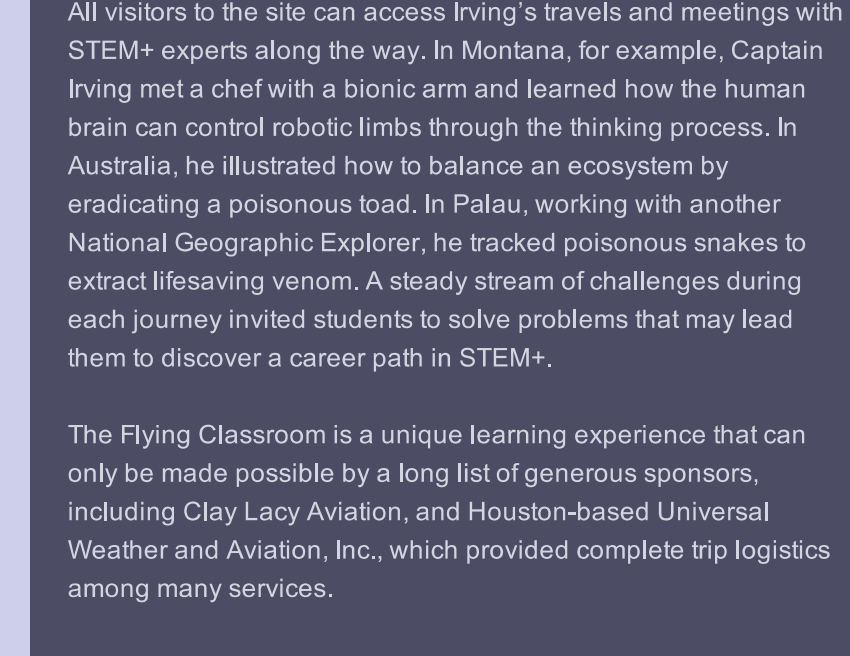 All visitors to the site can access Irving's travels and meetings with
STEM+ experts along the way. In Montana, for example, Captain
Irving met a chef with a bionic arm and learned how the human
brain can control robotic limbs through the thinking process. In
Australia, he illustrated how to balance an ecosystem by
eradicating a poisonous toad. In Palau, working with another
National Geographic Explorer, he tracked poisonous snakes to
extract lifesaving venom. A steady stream of challenges during
each journey invited students to solve problems that may lead
them to discover a career path in STEM+.
The Flying Classroom is a unique learning experience that can
only be made possible by a long list of generous sponsors,
including Clay Lacy Aviation, and Houston-based Universal
Weather and Aviation, Inc., which provided complete trip logistics
among many services.